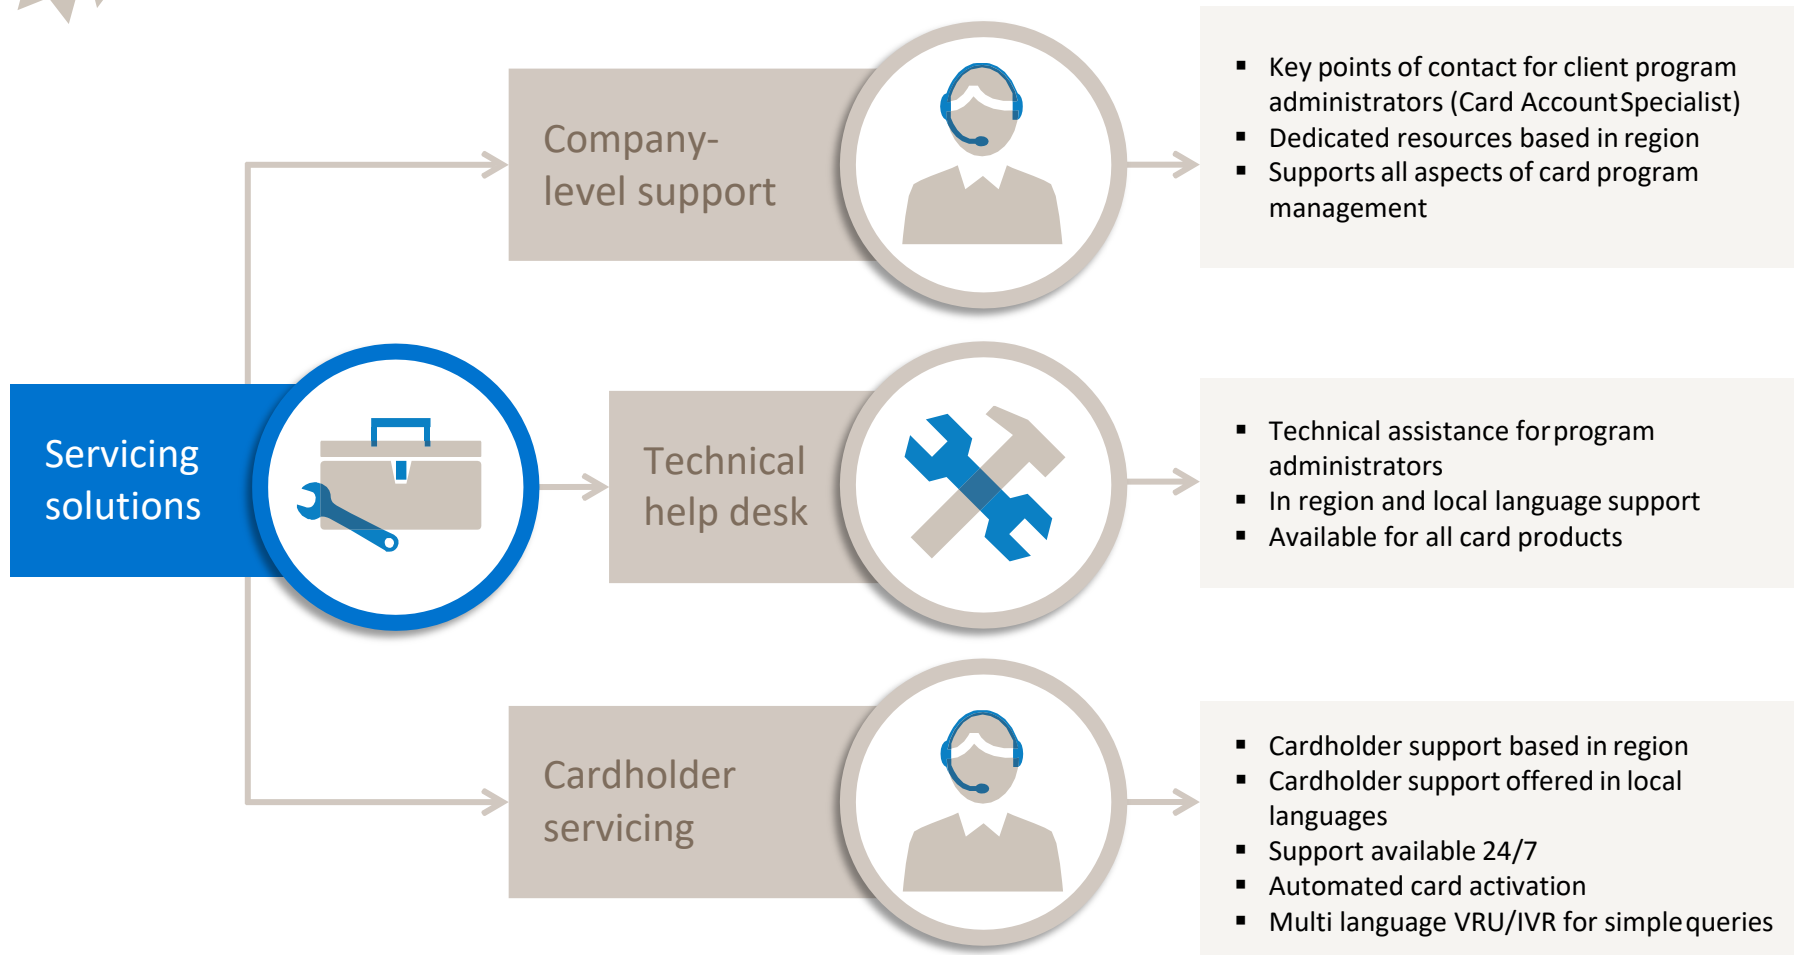 Servicing
solutions
Company-
level support
▪ Key points of contact for client program
administrators (Card Account Specialist)
▪ Dedicated resources based in region
▪ Supports all aspects of card program
management
Technical
help desk
▪ Technical assistance for program
administrators
▪ In region and local language support
▪ Available for all card products
Cardholder
servicing
▪ Cardholder support based in region
▪ Cardholder support offered in local
languages
▪ Support available 24/7
▪ Automated card activation
▪ Multi language VRU/IVR for simple queries